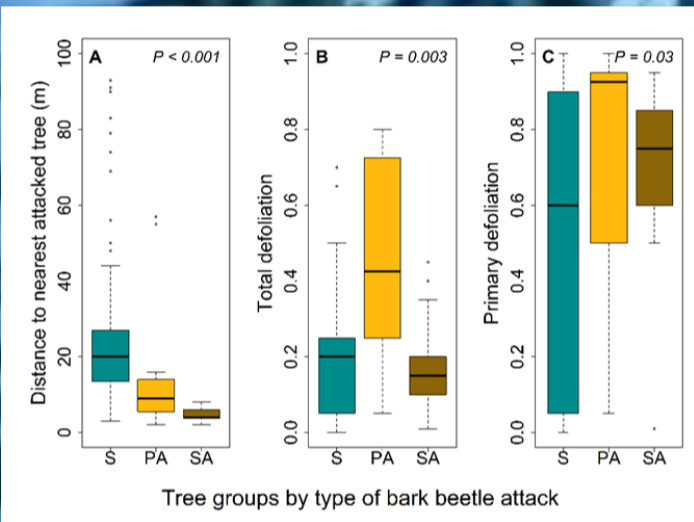 A
P < 0.001
Distance to nearest attacked tree (m)
100
80
60
40
20
0
S
PA
SA
B
P = 0.003
Total defoliation
1.0
0.8
0.6
0.4
0.2
0.0
S
PA
SA
C
P = 0.03
Primary defoliation
1.0
0.8
0.6
0.4
0.2
0.0
S
PA
SA
Tree groups by type of bark beetle attack